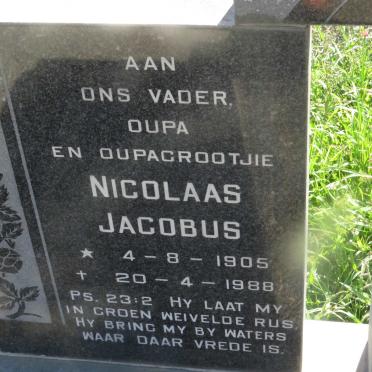 AAN
ONS VADER,
OUPA
EN OUPAGROOTJIE
NICOLAAS
JACOBUS
★ 4-8-1905
† 20-4-1988
PS. 23:2 HY LAAT MY
IN GROEN WEIVELDE RUS.
HY BRING MY BY WATERS
WAAR DAAR VREDE IS.